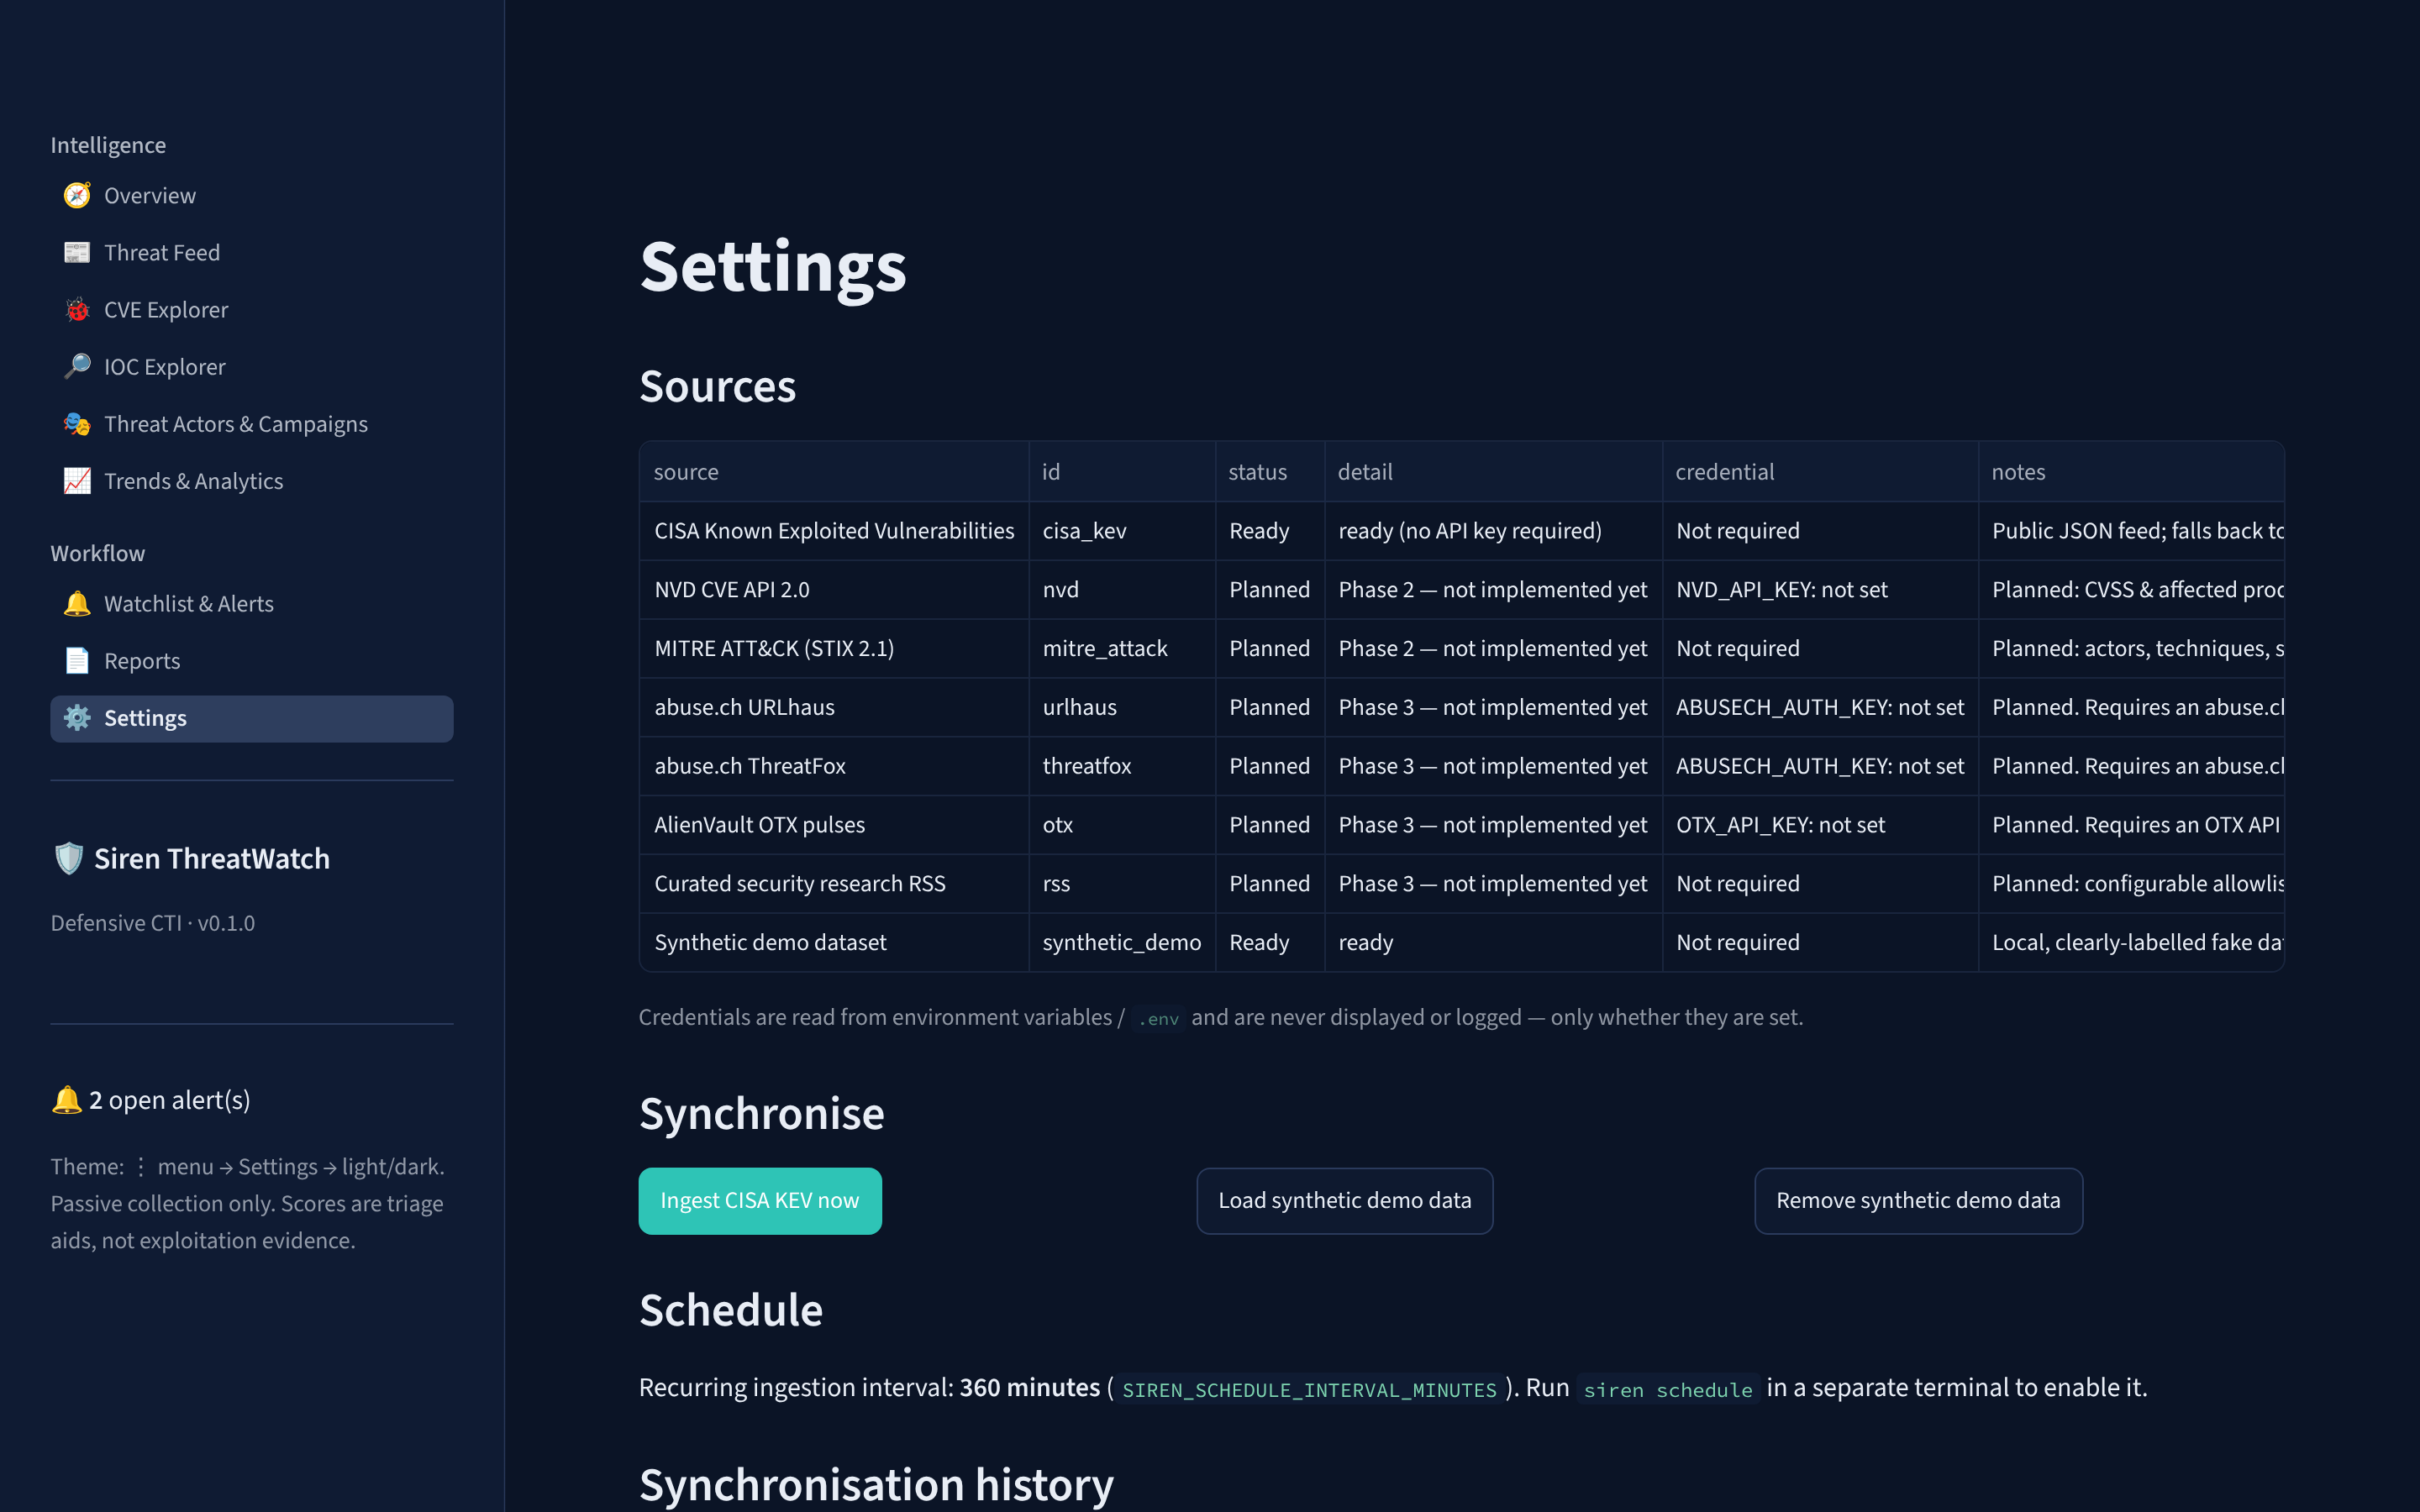 Intelligence
Overview
Threat Feed
CVE Explorer
IOC Explorer
Threat Actors & Campaigns
Trends & Analytics
Workflow
Watchlist & Alerts
Reports
Settings
Siren ThreatWatch
Defensive CTI · v0.1.0
2 open alert(s)
Theme: ⋮ menu → Settings → light/dark.
Passive collection only. Scores are triage
aids, not exploitation evidence.
Settings
Sources
source id status detail credential notes
CISA Known Exploited Vulnerabilities cisa_kev Ready ready (no API key required) Not required Public JSON feed; falls back to
NVD CVE API 2.0 nvd Planned Phase 2 — not implemented yet NVD_API_KEY: not set Planned: CVSS & affected
MITRE ATT&CK (STIX 2.1) mitre_attack Planned Phase 2 — not implemented yet Not required Planned: actors, techniques,
abuse.ch URLhaus urlhaus Planned Phase 3 — not implemented yet ABUSECH_AUTH_KEY: not set Planned. Requires an
abuse.ch ThreatFox threatfox Planned Phase 3 — not implemented yet ABUSECH_AUTH_KEY: not set Planned. Requires an
AlienVault OTX pulses otx Planned Phase 3 — not implemented yet OTX_API_KEY: not set Planned. Requires an OTX API
Curated security research RSS rss Planned Phase 3 — not implemented yet Not required Planned: configurable
Synthetic demo dataset synthetic_demo Ready ready Not required Local, clearly-labelled fake
Credentials are read from environment variables / .env and are never displayed or logged — only whether they are set.
Synchronise
Ingest CISA KEV now
Load synthetic demo data
Remove synthetic demo data
Schedule
Recurring ingestion interval: 360 minutes (SIREN_SCHEDULE_INTERVAL_MINUTES). Run siren schedule in a separate terminal to enable it.
Synchronisation history